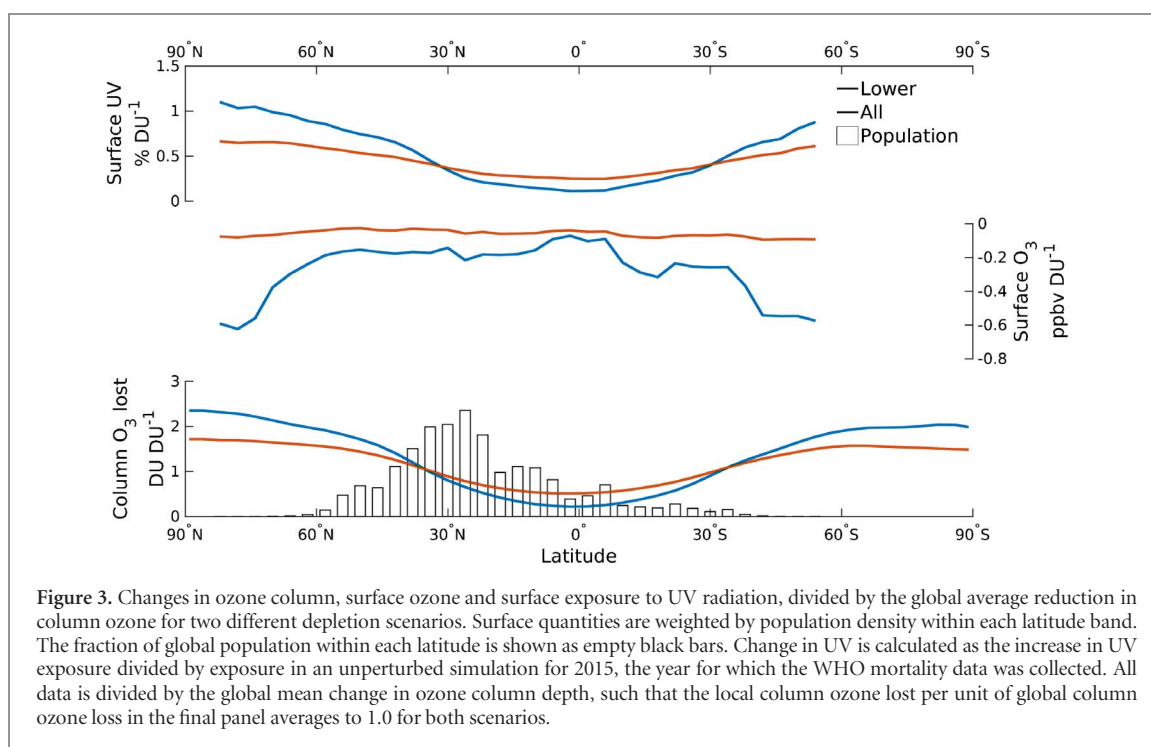 90°N 60°N 30°N 0° 30°S 60°S 90°S
1.5
1
0.5
0
Surface UV
% DU-1
Lower
All
Population
0
-0.2
-0.4
-0.6
-0.8
Surface O3
ppbv DU-1
3
2
1
0
Column O3 lost
DU DU-1
90°N 60°N 30°N 0° 30°S 60°S 90°S
Latitude
Figure 3. Changes in ozone column, surface ozone and surface exposure to UV radiation, divided by the global average reduction in
column ozone for two different depletion scenarios. Surface quantities are weighted by population density within each latitude band.
The fraction of global population within each latitude is shown as empty black bars. Change in UV is calculated as the increase in UV
exposure divided by exposure in an unperturbed simulation for 2015, the year for which the WHO mortality data was collected. All
data is divided by the global mean change in ozone column depth, such that the local column ozone lost per unit of global column
ozone loss in the final panel averages to 1.0 for both scenarios.